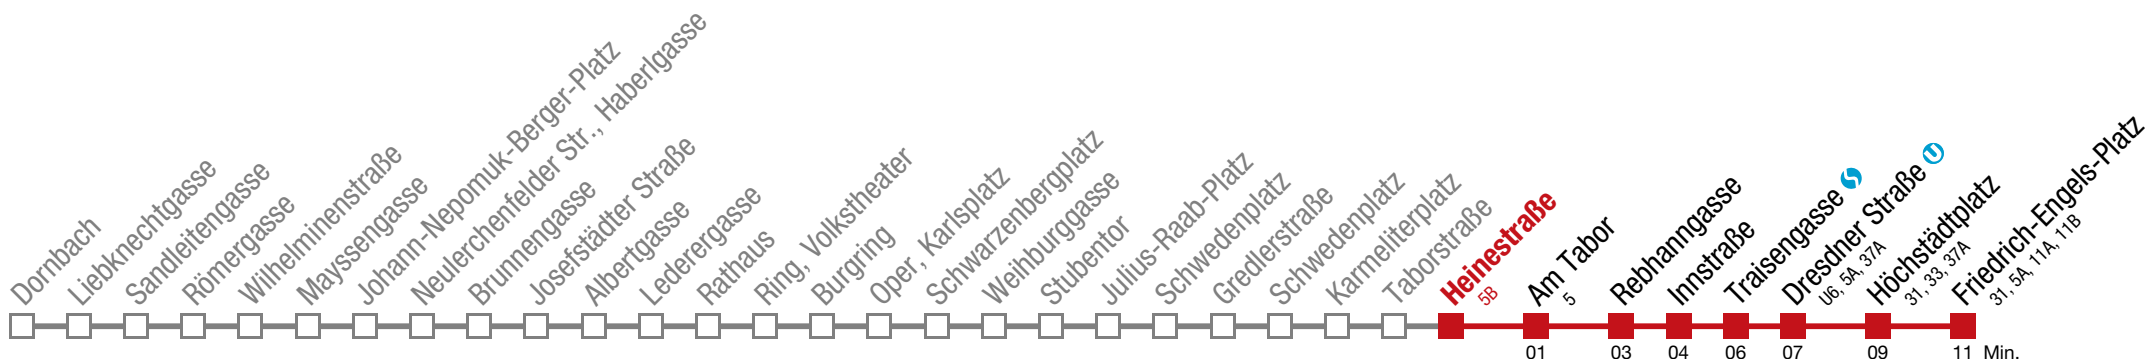 Dornbach
Liebknechtgasse
Sandleitengasse
Römergasse
Wilhelminenstraße
Mayssengasse
Johann-Nepomuk-Berger-Platz
Neulerchenfelder Str., Haberlgasse
Brunnengasse
Josefstädter Straße
Albertgasse
Lederergasse
Rathaus
Ring, Volkstheater
Burgring
Oper, Karlsplatz
Schwarzenbergplatz
Weihburggasse
Stubentor
Julius-Raab-Platz
Schwedenplatz
Gredlerstraße
Schwedenplatz
Karmeliterplatz
Taborstraße
Heinestraße
5B
Am Tabor
5
Rebhanngasse
Innstraße
Traisengasse S
Dresdner Straße U
U6, 5A, 37A
Höchstädtplatz
31, 33, 37A
Friedrich-Engels-Platz
31, 5A, 11A, 11B
01 03 04 06 07 09 11 Min.